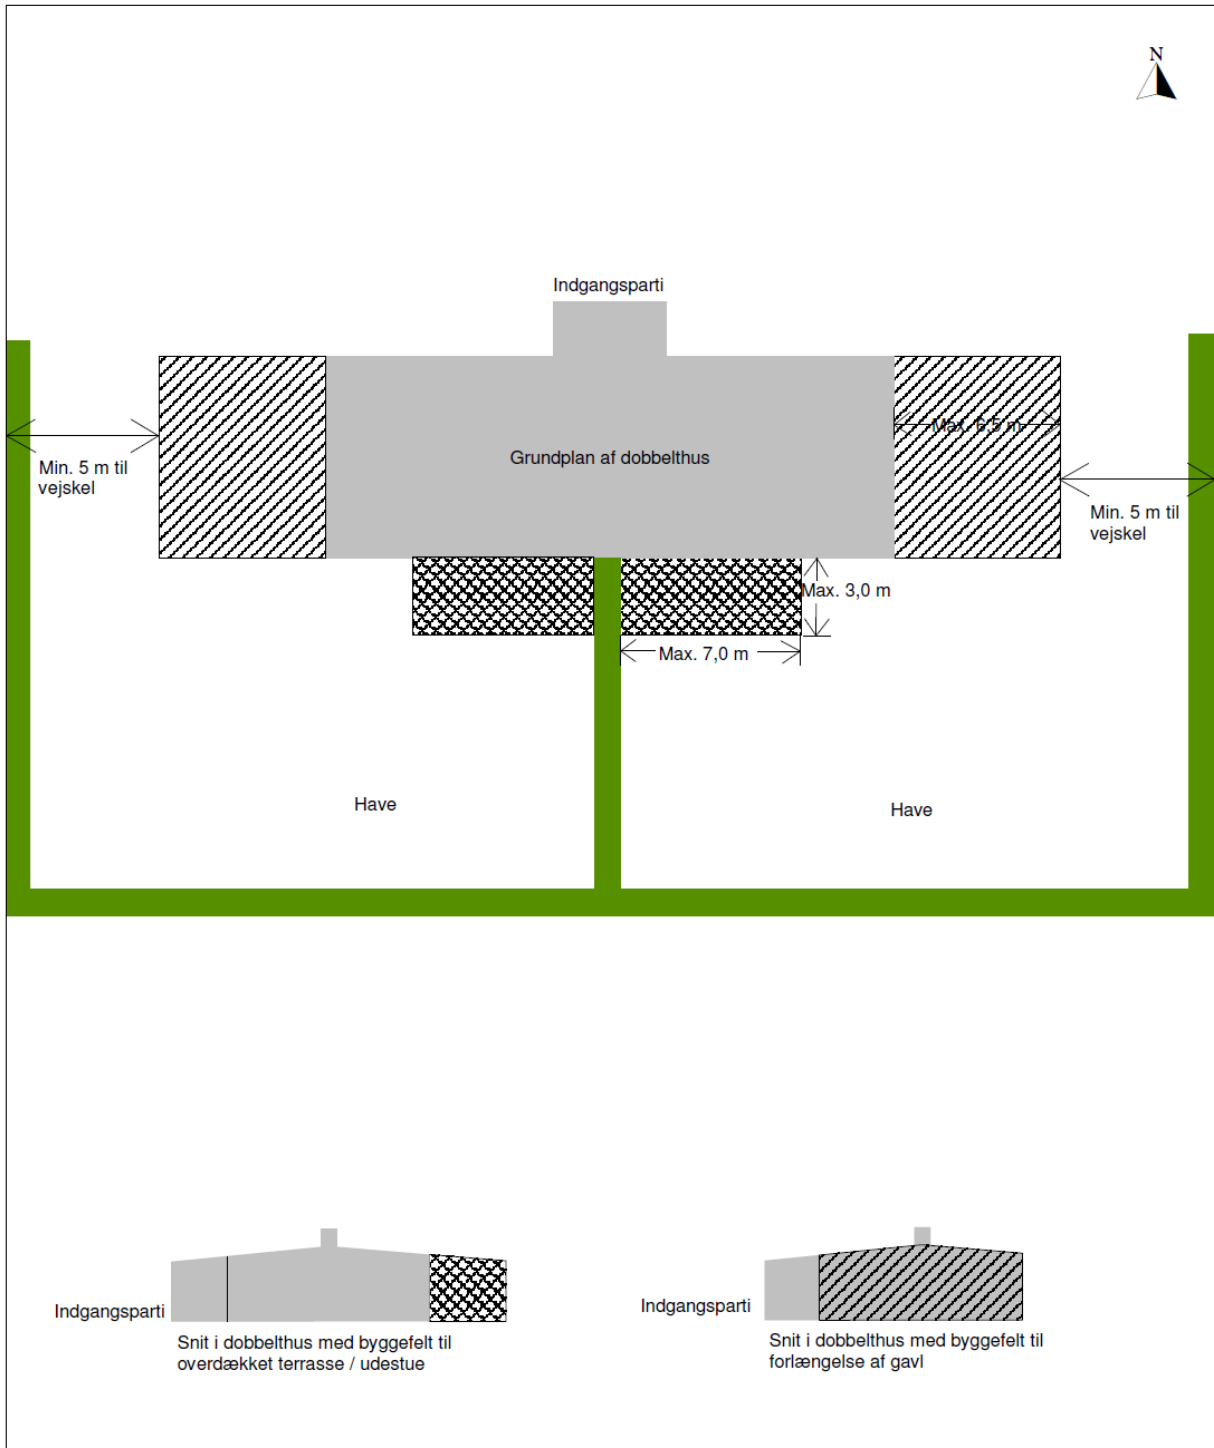 N
Indgangsparti
Max. 6,5 m
Grundplan af dobbelthus
Min. 5 m til
vejskel
Min. 5 m til
vejskel
Max. 3,0 m
Max. 7,0 m
Have
Have
Indgangsparti
Snit i dobbelthus med byggefelt til
overdækket terrasse / udestue
Indgangsparti
Snit i dobbelthus med byggefelt til
forlængelse af gavl